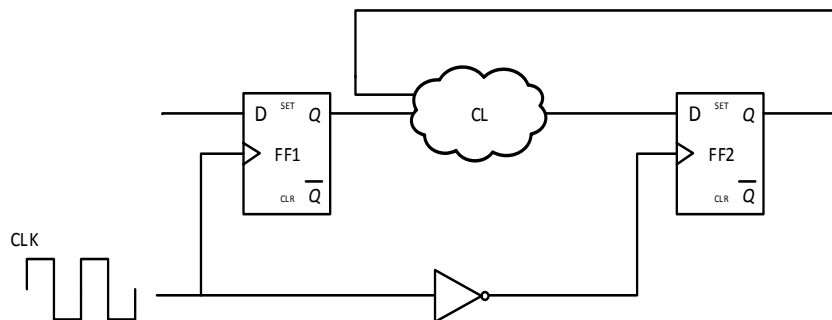 D SET Q
FF1
CLR Q
CL
D SET Q
FF2
CLR Q
CLK